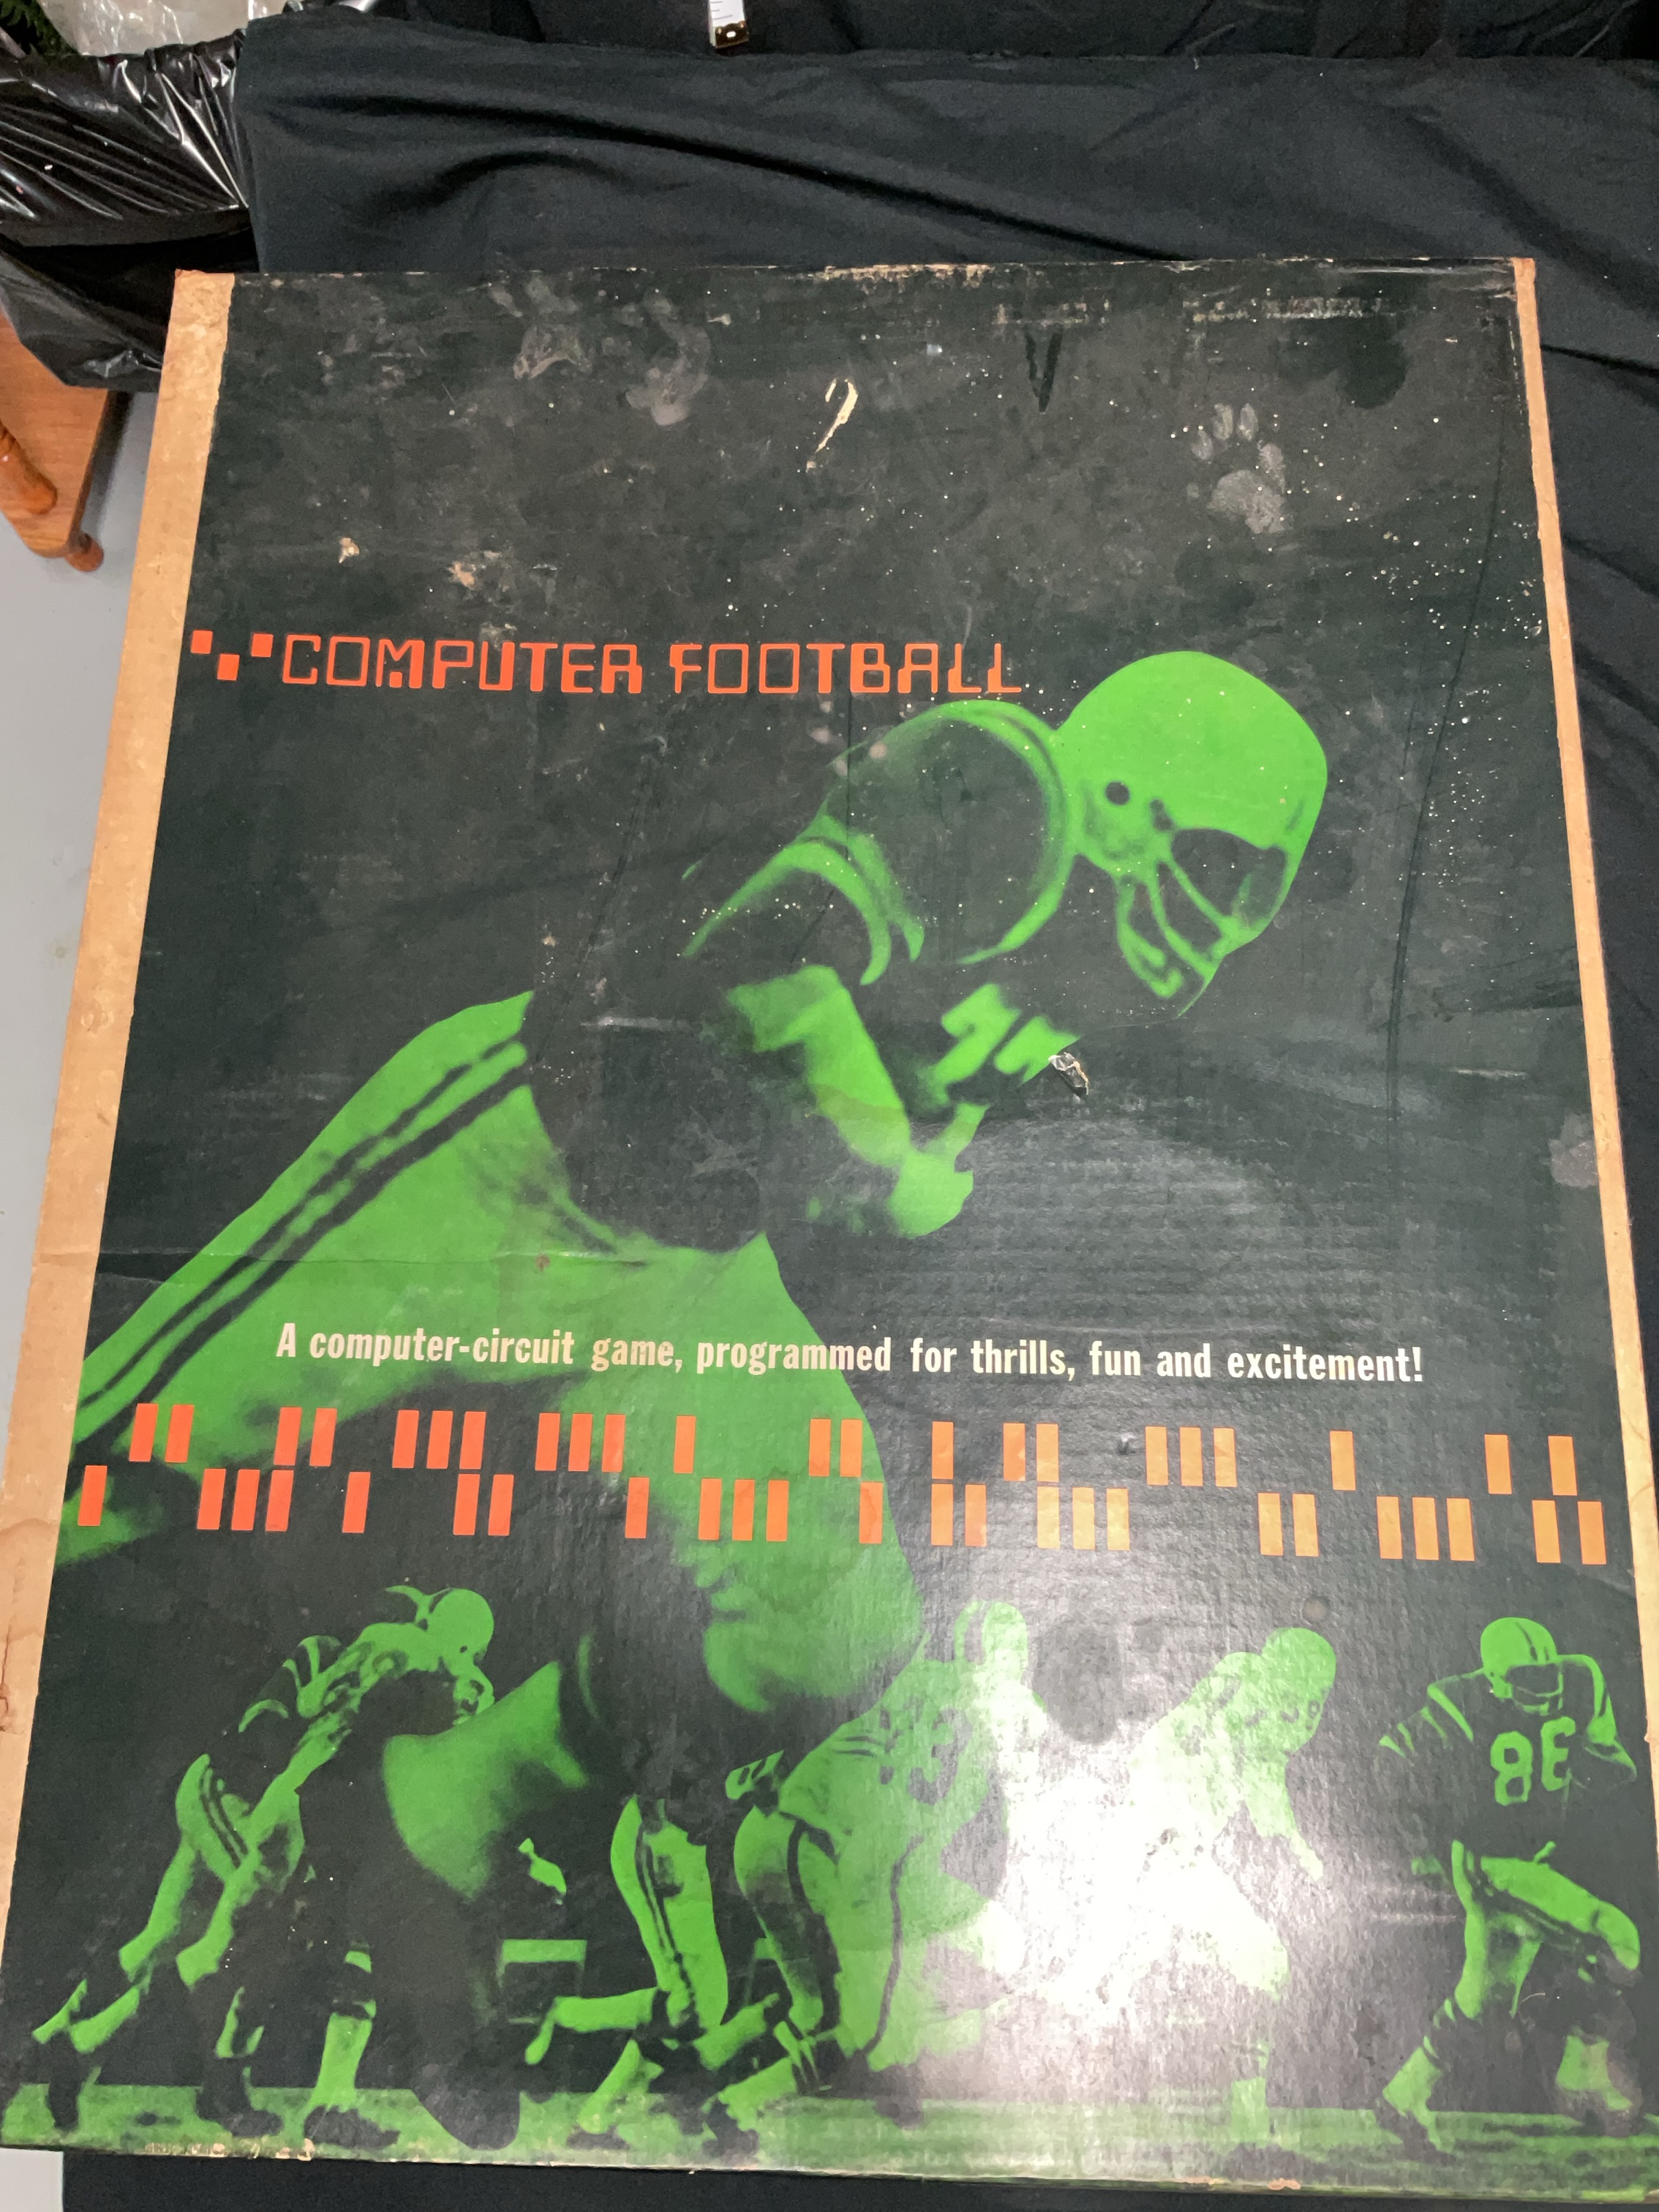 COMPUTER FOOTBALL
A computer-circuit game, programmed for thrills, fun and excitement!